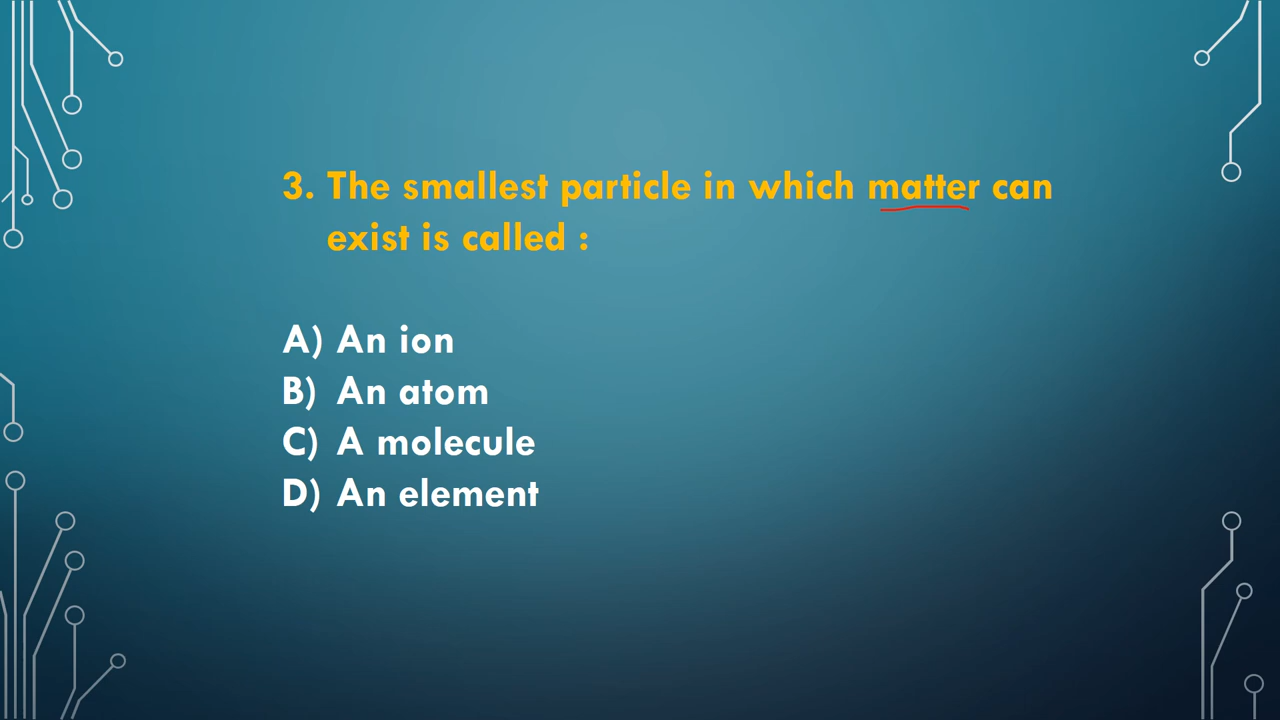 3. The smallest particle in which matter can
exist is called :
A) An ion
B) An atom
C) A molecule
D) An element